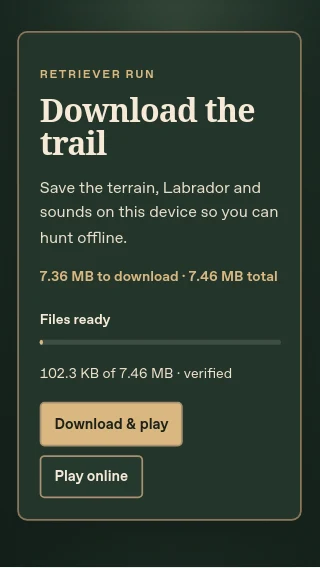 RETRIEVER RUN
Download the
trail
Save the terrain, Labrador and
sounds on this device so you can
hunt offline.
7.36 MB to download · 7.46 MB total
Files ready
102.3 KB of 7.46 MB · verified
Download & play
Play online